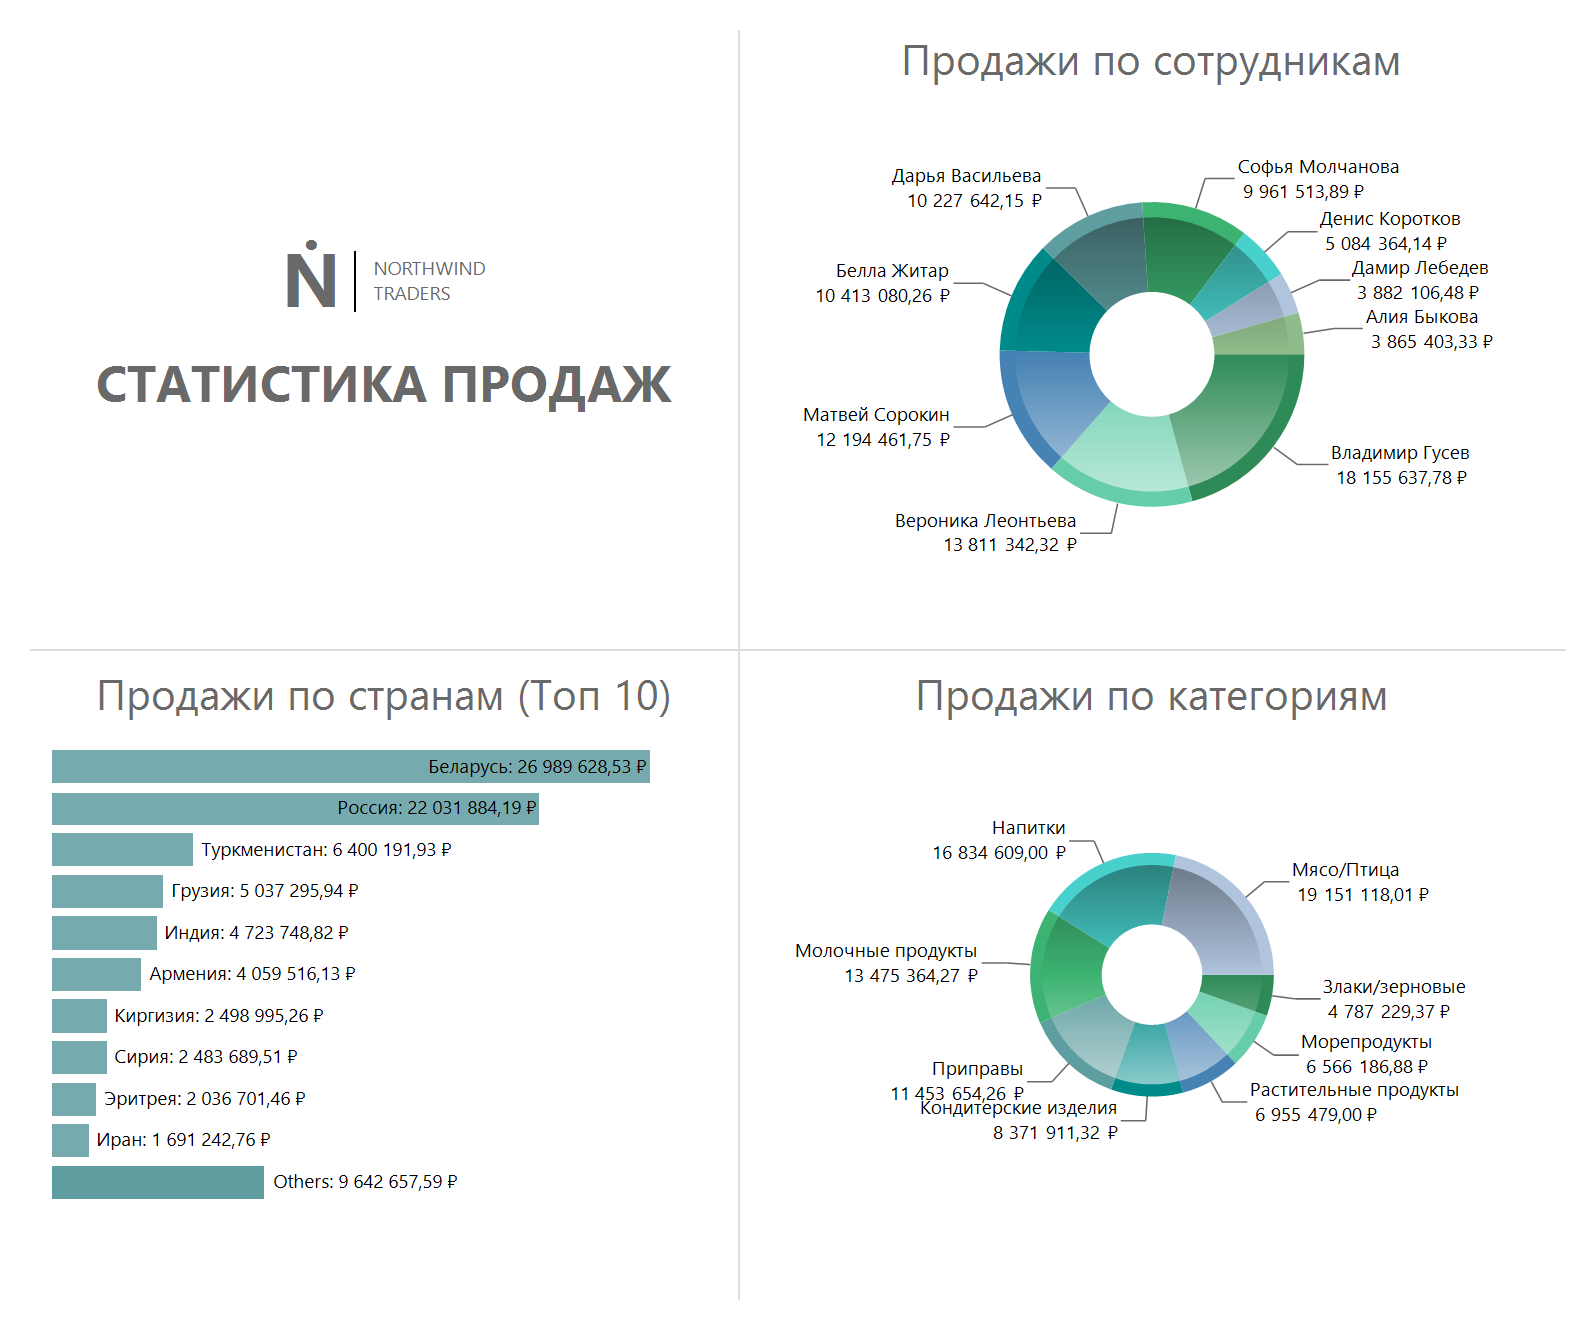 NORTHWIND
TRADERS
СТАТИСТИКА ПРОДАЖ
Продажи по сотрудникам
Софья Молчанова
9 961 513,89 ₽
Денис Коротков
5 084 364,14 ₽
Дамир Лебедев
3 882 106,48 ₽
Алия Быкова
3 865 403,33 ₽
Владимир Гусев
18 155 637,78 ₽
Вероника Леонтьева
13 811 342,32 ₽
Матвей Сорокин
12 194 461,75 ₽
Белла Житар
10 413 080,26 ₽
Дарья Васильева
10 227 642,15 ₽
Продажи по странам (Топ 10)
Беларусь: 26 989 628,53 ₽
Россия: 22 031 884,19 ₽
Туркменистан: 6 400 191,93 ₽
Грузия: 5 037 295,94 ₽
Индия: 4 723 748,82 ₽
Армения: 4 059 516,13 ₽
Киргизия: 2 498 995,26 ₽
Сирия: 2 483 689,51 ₽
Эритрея: 2 036 701,46 ₽
Иран: 1 691 242,76 ₽
Others: 9 642 657,59 ₽
Продажи по категориям
Мясо/Птица
19 151 118,01 ₽
Злаки/зерновые
4 787 229,37 ₽
Морепродукты
6 566 186,88 ₽
Растительные продукты
6 955 479,00 ₽
Кондитерские изделия
8 371 911,32 ₽
Приправы
11 453 654,26 ₽
Молочные продукты
13 475 364,27 ₽
Напитки
16 834 609,00 ₽